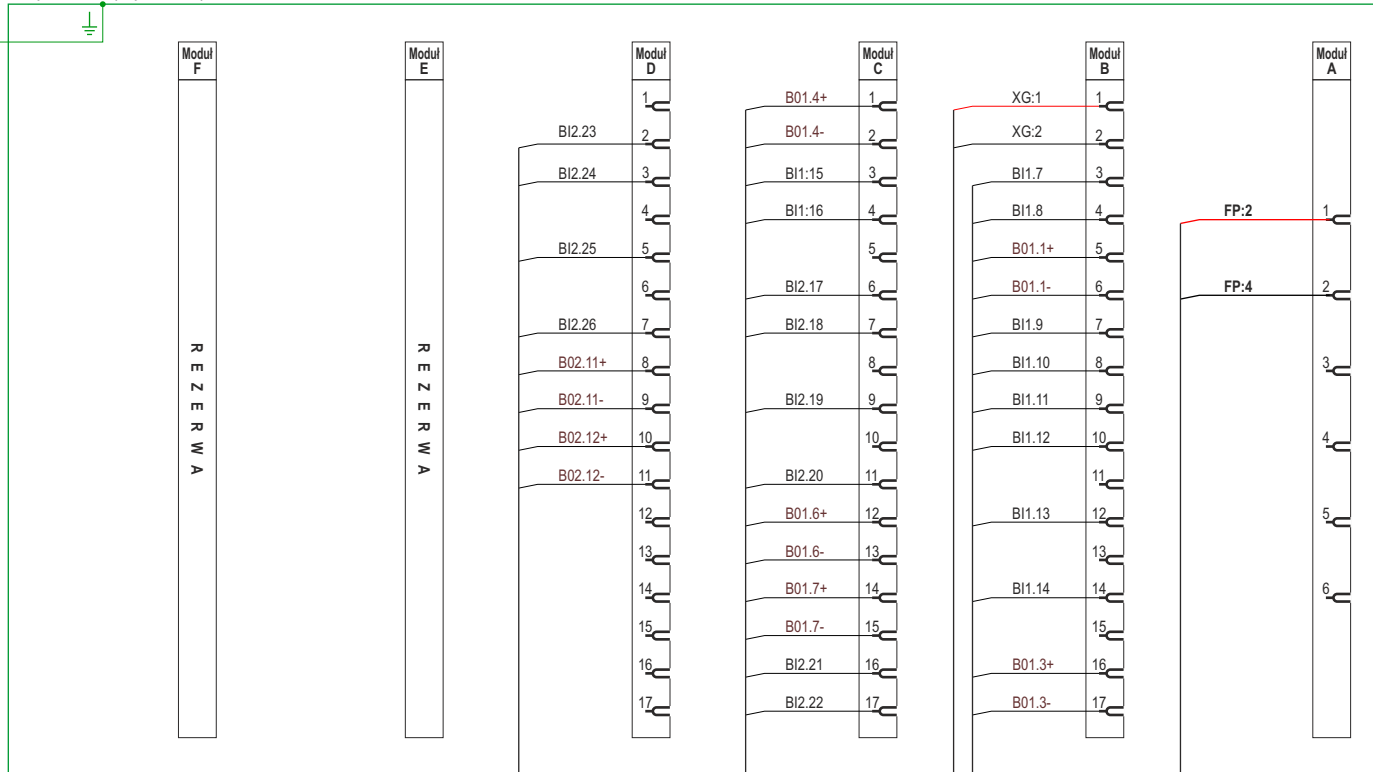 Moduł
F
R E Z E R W A
Moduł
E
R E Z E R W A
Moduł
D
1
BI2.23 2
BI2.24 3
4
BI2.25 5
6
BI2.26 7
B02.11+ 8
B02.11- 9
B02.12+ 10
B02.12- 11
12
13
14
15
16
17
Moduł
C
B01.4+ 1
B01.4- 2
BI1:15 3
BI1:16 4
5
BI2.17 6
BI2.18 7
8
BI2.19 9
10
BI2.20 11
B01.6+ 12
B01.6- 13
B01.7+ 14
B01.7- 15
BI2.21 16
BI2.22 17
Moduł
B
XG:1 1
XG:2 2
BI1.7 3
BI1.8 4
B01.1+ 5
B01.1- 6
BI1.9 7
BI1.10 8
BI1.11 9
BI1.12 10
11
BI1.13 12
13
BI1.14 14
15
B01.3+ 16
B01.3- 17
Moduł
A
FP:2 1
FP:4 2
3
4
5
6